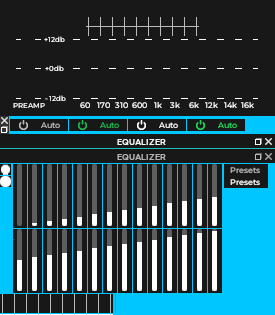 +12db
+0db
-12db
PREAMP 60 170 310 600 1k 3k 6k 12k 14k 16k
Auto Auto Auto Auto
EQUALIZER
EQUALIZER
Presets
Presets